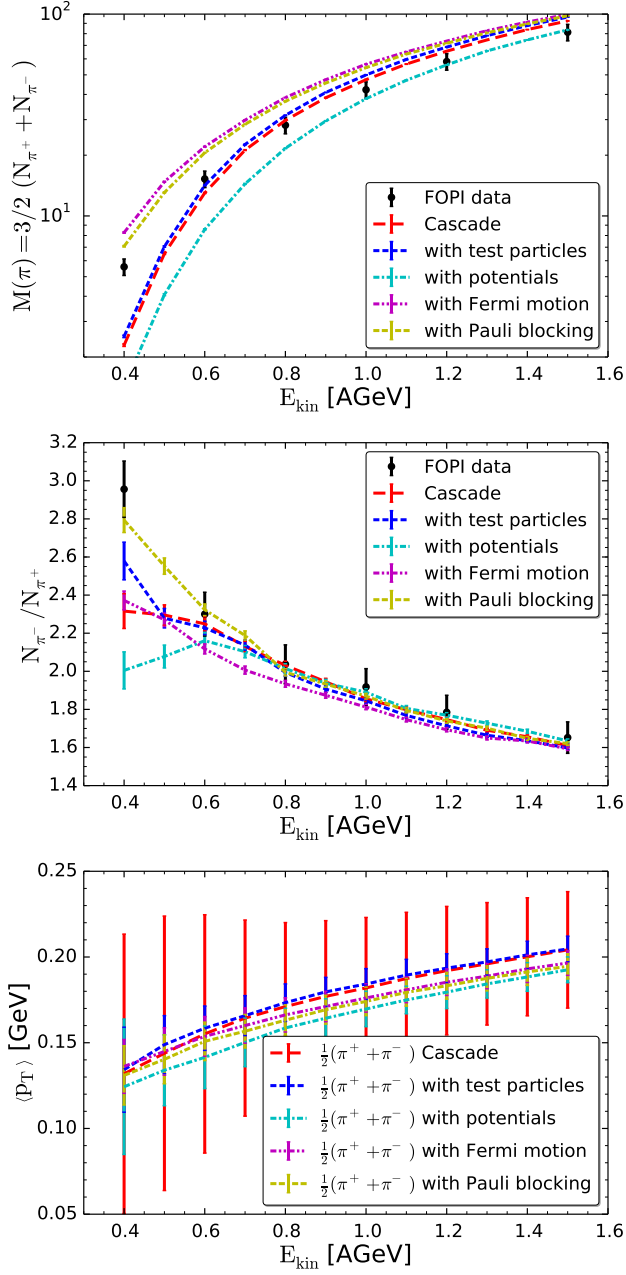 10²
10¹
M(π)=3/2 (N_π⁺+N_π⁻)
FOPI data
Cascade
with test particles
with potentials
with Fermi motion
with Pauli blocking
0.4 0.6 0.8 1.0 1.2 1.4 1.6
E_kin [AGeV]
3.2
3.0
2.8
2.6
2.4
2.2
2.0
1.8
1.6
1.4
N_π⁻/N_π⁺
FOPI data
Cascade
with test particles
with potentials
with Fermi motion
with Pauli blocking
0.4 0.6 0.8 1.0 1.2 1.4 1.6
E_kin [AGeV]
0.25
0.20
0.15
0.10
0.05
⟨p_T⟩ [GeV]
½(π⁺+π⁻) Cascade
½(π⁺+π⁻) with test particles
½(π⁺+π⁻) with potentials
½(π⁺+π⁻) with Fermi motion
½(π⁺+π⁻) with Pauli blocking
0.4 0.6 0.8 1.0 1.2 1.4 1.6
E_kin [AGeV]